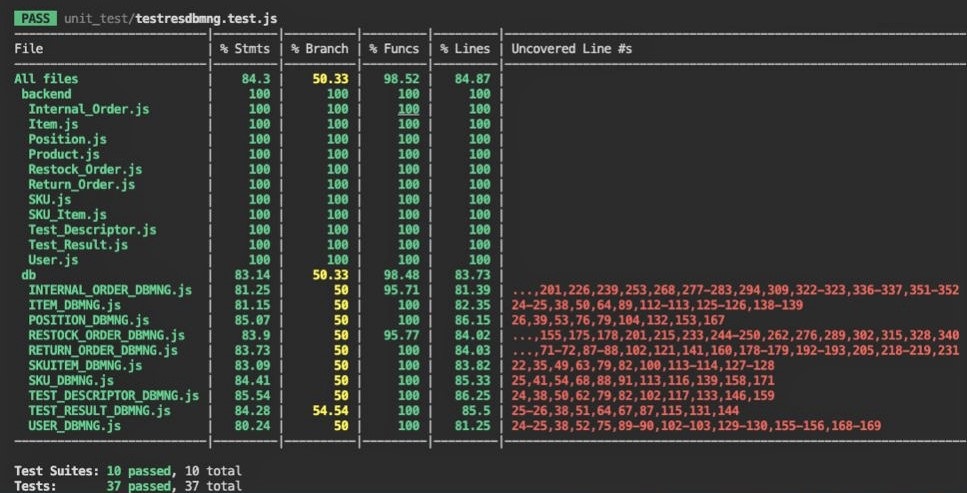 PASS unit_test/testresdbmng.test.js
File | % Stmts | % Branch | % Funcs | % Lines | Uncovered Line #s
All files | 84.3 | 50.33 | 98.52 | 84.87 |
backend | 100 | 100 | 100 | 100 |
Internal_Order.js | 100 | 100 | 100 | 100 |
Item.js | 100 | 100 | 100 | 100 |
Position.js | 100 | 100 | 100 | 100 |
Product.js | 100 | 100 | 100 | 100 |
Restock_Order.js | 100 | 100 | 100 | 100 |
Return_Order.js | 100 | 100 | 100 | 100 |
SKU.js | 100 | 100 | 100 | 100 |
SKU_Item.js | 100 | 100 | 100 | 100 |
Test_Descriptor.js | 100 | 100 | 100 | 100 |
Test_Result.js | 100 | 100 | 100 | 100 |
User.js | 100 | 100 | 100 | 100 |
db | 83.14 | 50.33 | 98.48 | 83.73 |
INTERNAL_ORDER_DBMNG.js | 81.25 | 50 | 95.71 | 81.39 | ...,201,226,239,253,268,277-283,294,309,322-323,336-337,351-352
ITEM_DBMNG.js | 81.15 | 50 | 100 | 82.35 | 24-25,38,50,64,89,112-113,125-126,138-139
POSITION_DBMNG.js | 85.07 | 50 | 100 | 86.15 | 26,39,53,76,79,104,132,153,167
RESTOCK_ORDER_DBMNG.js | 83.9 | 50 | 95.77 | 84.02 | ...,155,175,178,201,215,233,244-250,262,276,289,302,315,328,340
RETURN_ORDER_DBMNG.js | 83.73 | 50 | 100 | 84.03 | ...,71-72,87-88,102,121,141,160,178-179,192-193,205,218-219,231
SKUITEM_DBMNG.js | 83.09 | 50 | 100 | 83.82 | 22,35,49,63,79,82,100,113-114,127-128
SKU_DBMNG.js | 84.41 | 50 | 100 | 85.33 | 25,41,54,68,88,91,113,116,139,158,171
TEST_DESCRIPTOR_DBMNG.js | 85.54 | 50 | 100 | 86.25 | 24,38,50,62,79,82,102,117,133,146,159
TEST_RESULT_DBMNG.js | 84.28 | 54.54 | 100 | 85.5 | 25-26,38,51,64,67,87,115,131,144
USER_DBMNG.js | 80.24 | 50 | 100 | 81.25 | 24-25,38,52,75,89-90,102-103,129-130,155-156,168-169
Test Suites: 10 passed, 10 total
Tests: 37 passed, 37 total